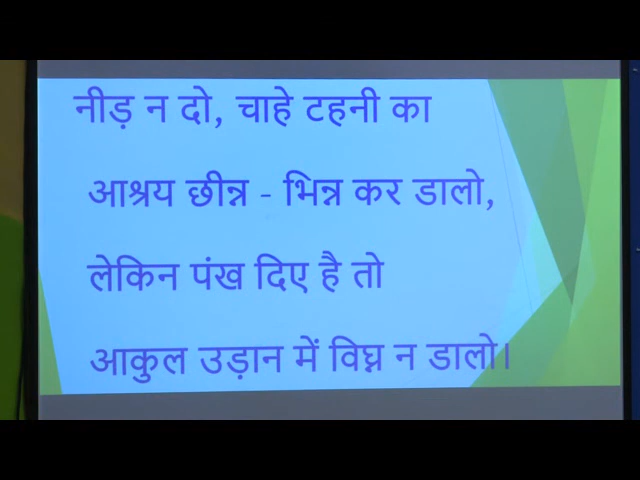 नीड़ न दो, चाहे टहनी का
आश्रय छीन्न - भिन्न कर डालो,
लेकिन पंख दिए है तो
आकुल उड़ान में विघ्न न डालो।